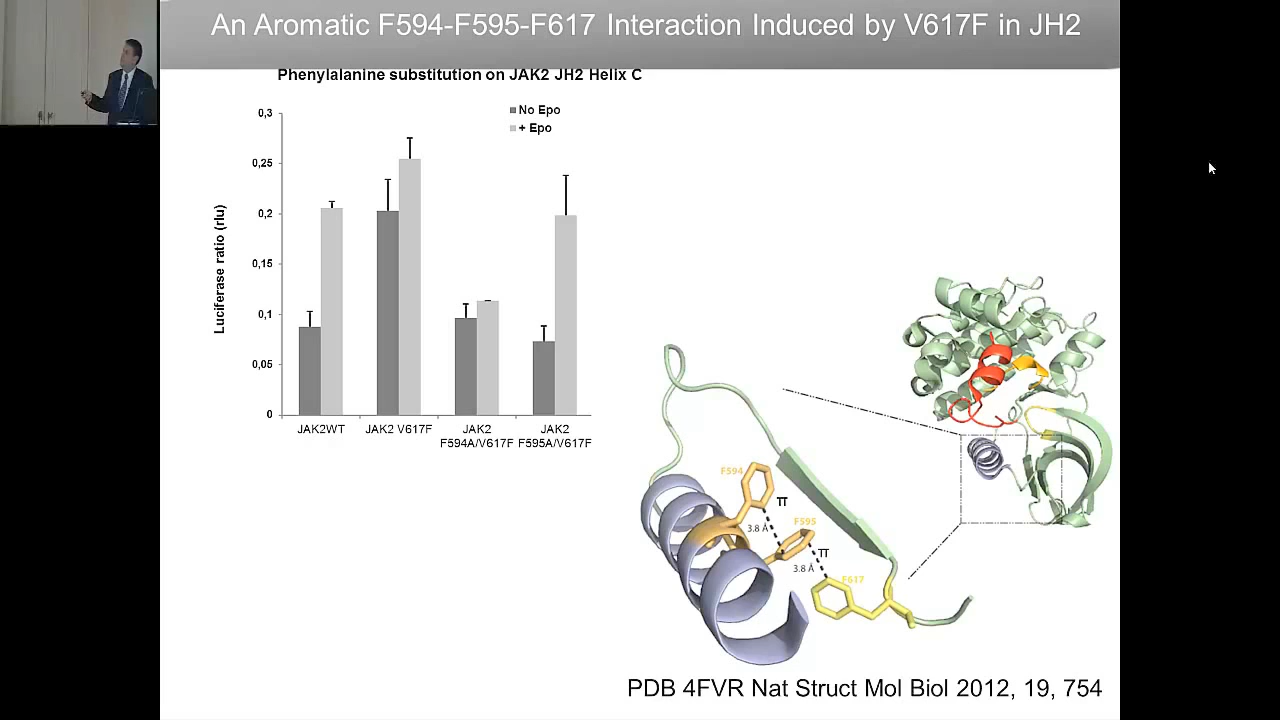 An Aromatic F594-F595-F617 Interaction Induced by V617F in JH2
Phenylalanine substitution on JAK2 JH2 Helix C
No Epo
+ Epo
Luciferase ratio (rlu)
0,3
0,25
0,2
0,15
0,1
0,05
0
JAK2WT
JAK2 V617F
JAK2
F594A/V617F
JAK2
F595A/V617F
F594
π
3.8 Å
F595
π
3.8 Å
F617
PDB 4FVR Nat Struct Mol Biol 2012, 19, 754